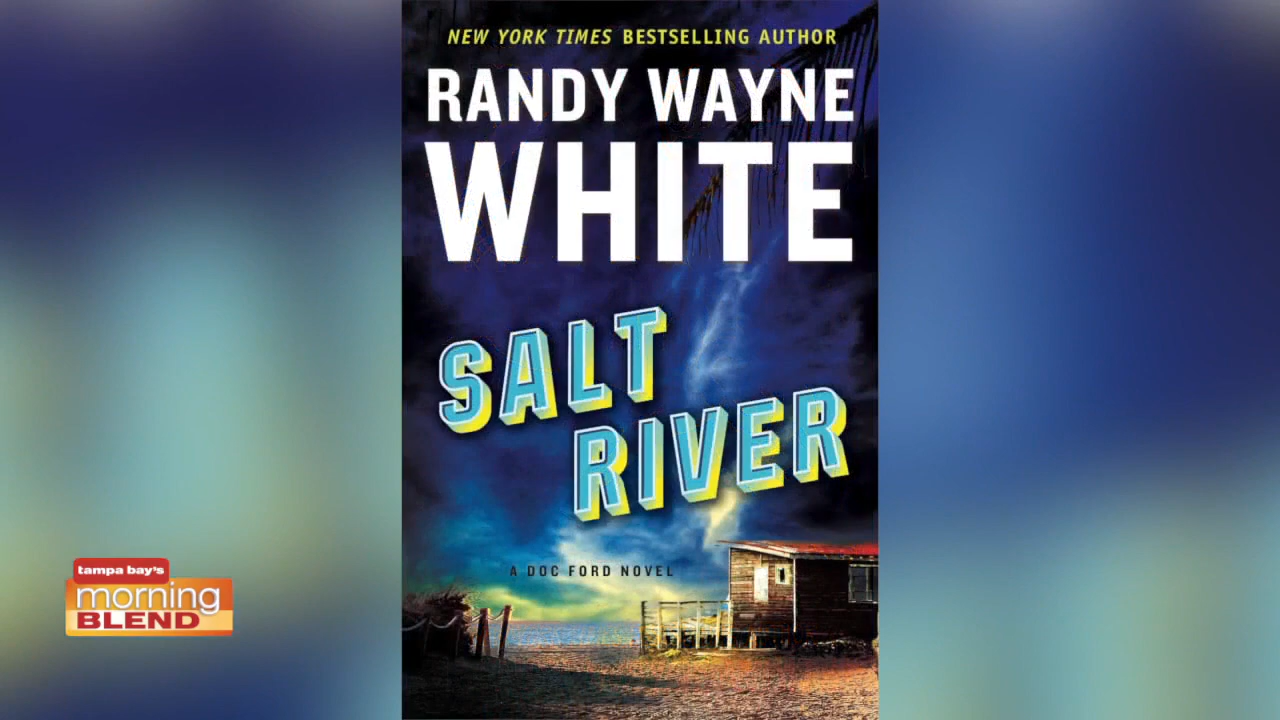 NEW YORK TIMES BESTSELLING AUTHOR
RANDY WAYNE
WHITE
SALT
RIVER
A DOC FORD NOVEL
tampa bay's
morning
BLEND